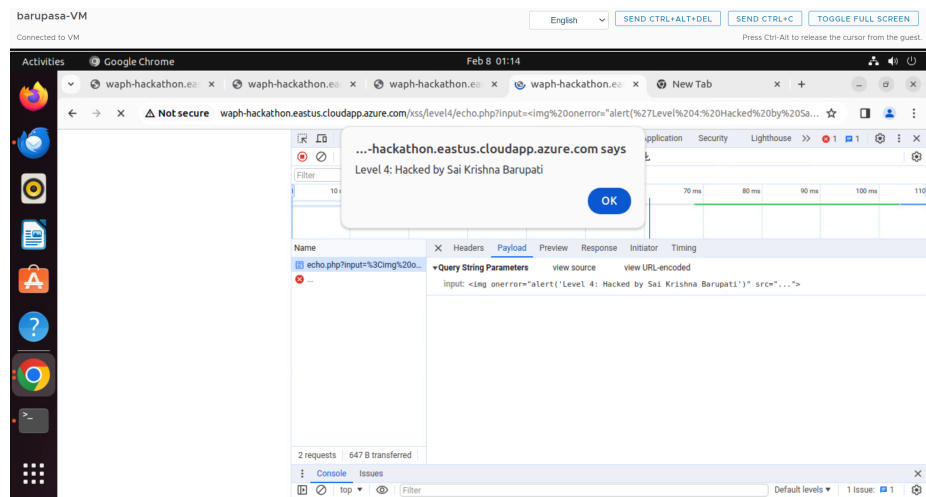 barupasa-VM
English
SEND CTRL+ALT+DEL
SEND CTRL+C
TOGGLE FULL SCREEN
Connected to VM
Press Ctrl-Alt to release the cursor from the guest.
Activities
Google Chrome
Feb 8 01:14
waph-hackathon.ea
waph-hackathon.ea
waph-hackathon.ea
waph-hackathon.ea
New Tab
Not secure
waph-hackathon.eastus.cloudapp.azure.com/xss/level4/echo.php?input=<img%20onerror="alert(%27Level%204:%20Hacked%20by%20Sa...
...-hackathon.eastus.cloudapp.azure.com says
Level 4: Hacked by Sai Krishna Barupati
OK
Application
Security
Lighthouse
1
1
Filter
70 ms
80 ms
90 ms
100 ms
110
Name
Headers
Payload
Preview
Response
Initiator
Timing
echo.php?input=%3Cimg%20o...
...
Query String Parameters
view source
view URL-encoded
input: <img onerror="alert('Level 4: Hacked by Sai Krishna Barupati')" src="...">
2 requests
647 B transferred
Console
Issues
top
Filter
Default levels
1 Issue:
1